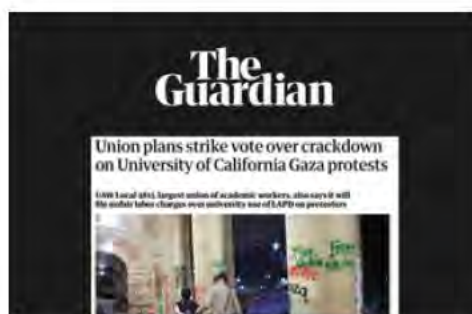 The
Guardian
Union plans strike vote over crackdown
on University of California Gaza protests
UAW Local 4811, largest union of academic workers, also says it will
file unfair labor charges over university use of LAPD on protesters
Free